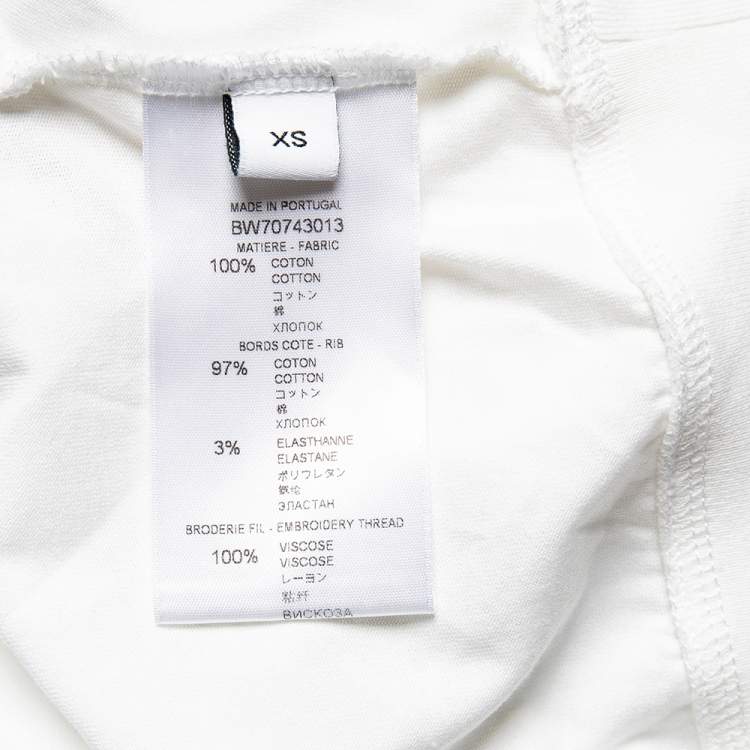 XS
MADE IN PORTUGAL
BW70743013
MATIERE - FABRIC
100% COTON
COTTON
コットン
棉
ХЛОПОК
BORDS COTE - RIB
97% COTON
COTTON
コットン
棉
ХЛОПОК
3% ELASTHANNE
ELASTANE
ポリウレタン
氨纶
ЭЛАСТАН
BRODERIE FIL - EMBROIDERY THREAD
100% VISCOSE
VISCOSE
レーヨン
粘纤
ВИСКОЗА